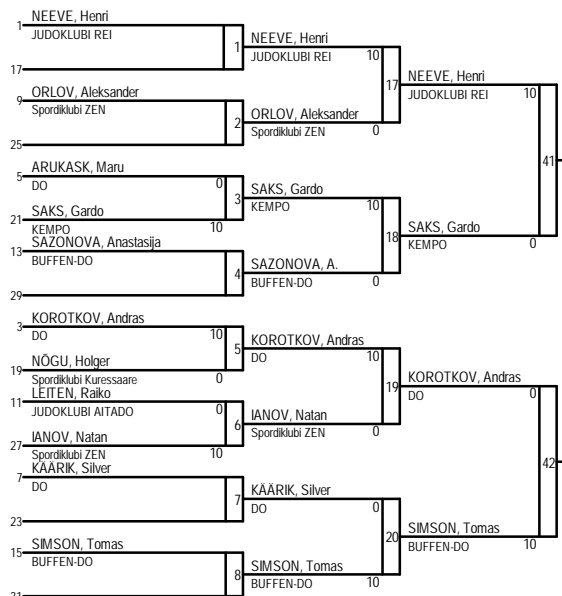 1 NEEVE, Henri
JUDOKLUBI REI
17
1
NEEVE, Henri 10
JUDOKLUBI REI
9 ORLOV, Aleksander
Spordiklubi ZEN
25
2
ORLOV, Aleksander
Spordiklubi ZEN 0
17
NEEVE, Henri
JUDOKLUBI REI 10
5 ARUKASK, Maru
DO 0
21 SAKS, Gardo
KEMPO 10
3
SAKS, Gardo
KEMPO 10
13 SAZONOVA, Anastasija
BUFFEN-DO
29
4
SAZONOVA, A.
BUFFEN-DO 0
18
SAKS, Gardo
KEMPO 0
41
3 KOROTKOV, Andras
DO 10
19 NÕGU, Holger
Spordiklubi Kuressaare 0
5
KOROTKOV, Andras
DO 10
11 LEITEN, Raiko
JUDOKLUBI AITADO 0
27 IANOV, Natan
Spordiklubi ZEN 10
6
IANOV, Natan
Spordiklubi ZEN 0
19
KOROTKOV, Andras
DO 0
7 KÄÄRIK, Silver
DO
23
7
KÄÄRIK, Silver
DO 0
15 SIMSON, Tomas
BUFFEN-DO
31
8
SIMSON, Tomas
BUFFEN-DO 10
20
SIMSON, Tomas
BUFFEN-DO 10
42